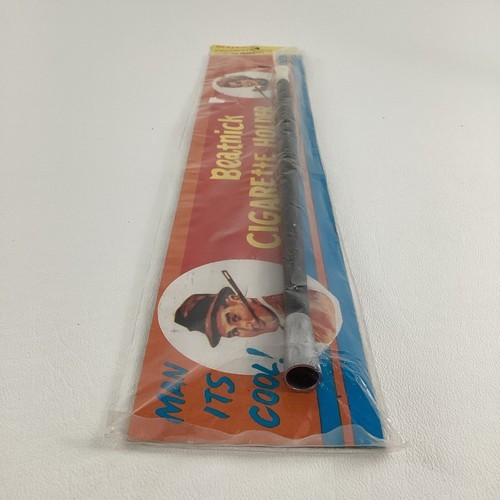 Beatnick
CIGARETTE HOLDER
MAN
ITS
COOL!